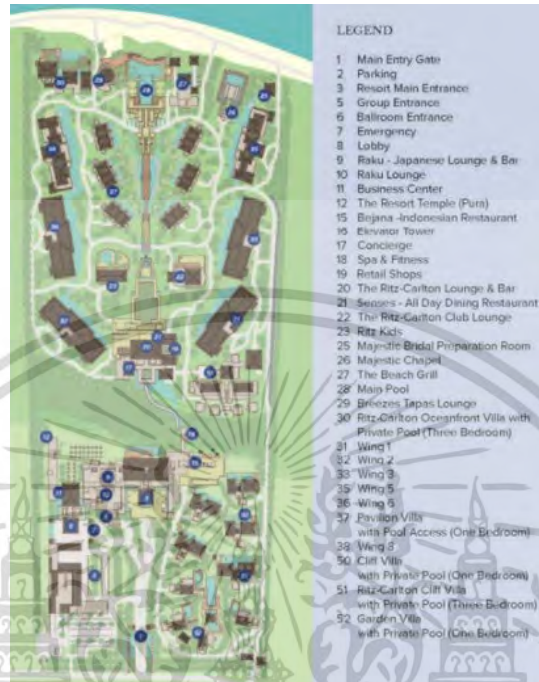 LEGEND
1 Main Entry Gate
2 Parking
3 Resort Main Entrance
5 Group Entrance
6 Ballroom Entrance
7 Emergency
8 Lobby
9 Raku - Japanese Lounge & Bar
10 Raku Lounge
11 Business Center
12 The Resort Temple (Pura)
15 Bejana -Indonesian Restaurant
16 Elevator Tower
17 Concierge
18 Spa & Fitness
19 Retail Shops
20 The Ritz-Carlton Lounge & Bar
21 Senses - All Day Dining Restaurant
22 The Ritz-Carlton Club Lounge
23 Ritz Kids
25 Majestic Bridal Preparation Room
26 Majestic Chapel
27 The Beach Grill
28 Main Pool
29 Breezes Tapas Lounge
30 Ritz-Carlton Oceanfront Villa with
Private Pool (Three Bedroom)
31 Wing 1
32 Wing 2
33 Wing 3
35 Wing 5
36 Wing 6
37 Pavilion Villa
with Pool Access (One Bedroom)
38 Wing 8
50 Cliff Villa
with Private Pool (One Bedroom)
51 Ritz-Carlton Cliff Villa
with Private Pool (Three Bedroom)
52 Garden Villa
with Private Pool (One Bedroom)